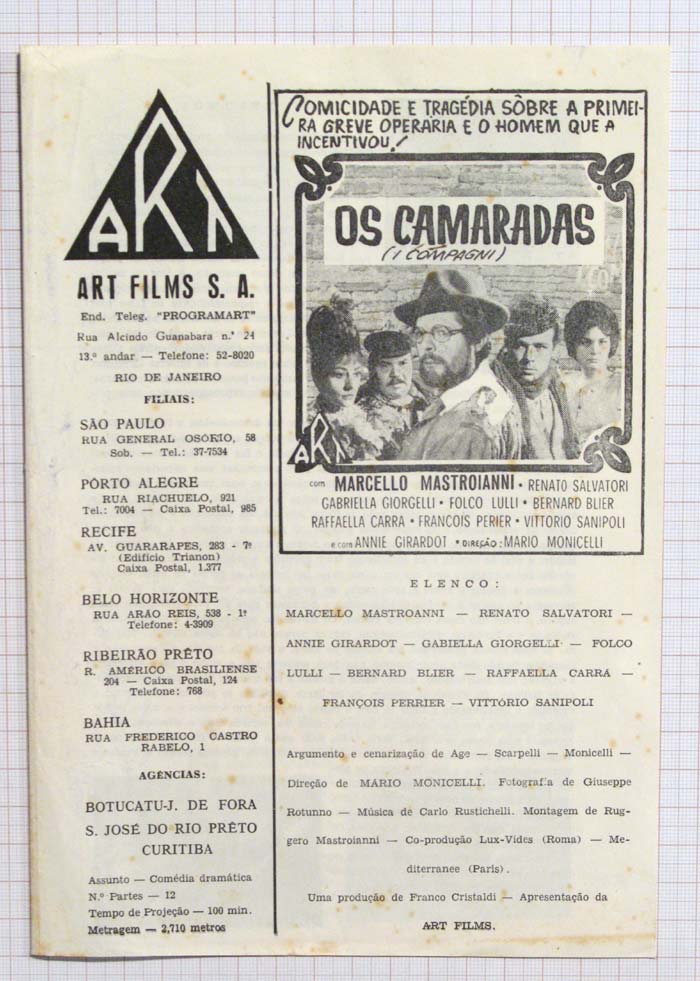 ART
ART FILMS S. A.
End. Teleg. "PROGRAMART"
Rua Alcindo Guanabara n.º 24
13.º andar — Telefone: 52-8020
RIO DE JANEIRO
FILIAIS:
SÃO PAULO
RUA GENERAL OSÓRIO, 58
Sob. — Tel.: 37-7534
PÔRTO ALEGRE
RUA RIACHUELO, 921
Tel.: 7004 — Caixa Postal, 985
RECIFE
AV. GUARARAPES, 283 - 7º
(Edifício Trianon)
Caixa Postal, 1.377
BELO HORIZONTE
RUA ARÃO REIS, 538 - 1º
Telefone: 4-3909
RIBEIRÃO PRÊTO
R. AMÉRICO BRASILIENSE
204 — Caixa Postal, 124
Telefone: 768
BAHIA
RUA FREDERICO CASTRO
RABELO, 1
AGÊNCIAS:
BOTUCATU-J. DE FORA
S. JOSÉ DO RIO PRÊTO
CURITIBA
Assunto — Comédia dramática
N.º Partes — 12
Tempo de Projeção — 100 min.
Metragem — 2,710 metros
COMICIDADE E TRAGÉDIA SÔBRE A PRIMEI-
RA GREVE OPERÁRIA E O HOMEM QUE A
INCENTIVOU!
OS CAMARADAS
(I COMPAGNI)
ART
com MARCELLO MASTROIANNI • RENATO SALVATORI
GABRIELLA GIORGELLI • FOLCO LULLI • BERNARD BLIER
RAFFAELLA CARRA • FRANCOIS PERIER • VITTORIO SANIPOLI
e com ANNIE GIRARDOT • DIREÇÃO: MARIO MONICELLI
ELENCO:
MARCELLO MASTROANNI — RENATO SALVATORI —
ANNIE GIRARDOT — GABIELLA GIORGELLI — FOLCO
LULLI — BERNARD BLIER — RAFFAELLA CARRÁ —
FRANÇOIS PERRIER — VITTÓRIO SANIPOLI
Argumento e cenarização de Age — Scarpelli — Monicelli —
Direção de MÁRIO MONICELLI. Fotografía de Giuseppe
Rotunno — Música de Carlo Rustichelli. Montagem de Rug-
gero Mastroianni — Co-produção Lux-Vides (Roma) — Me-
diterranee (Paris).
Uma produção de Franco Cristaldi — Apresentação da
ART FILMS.